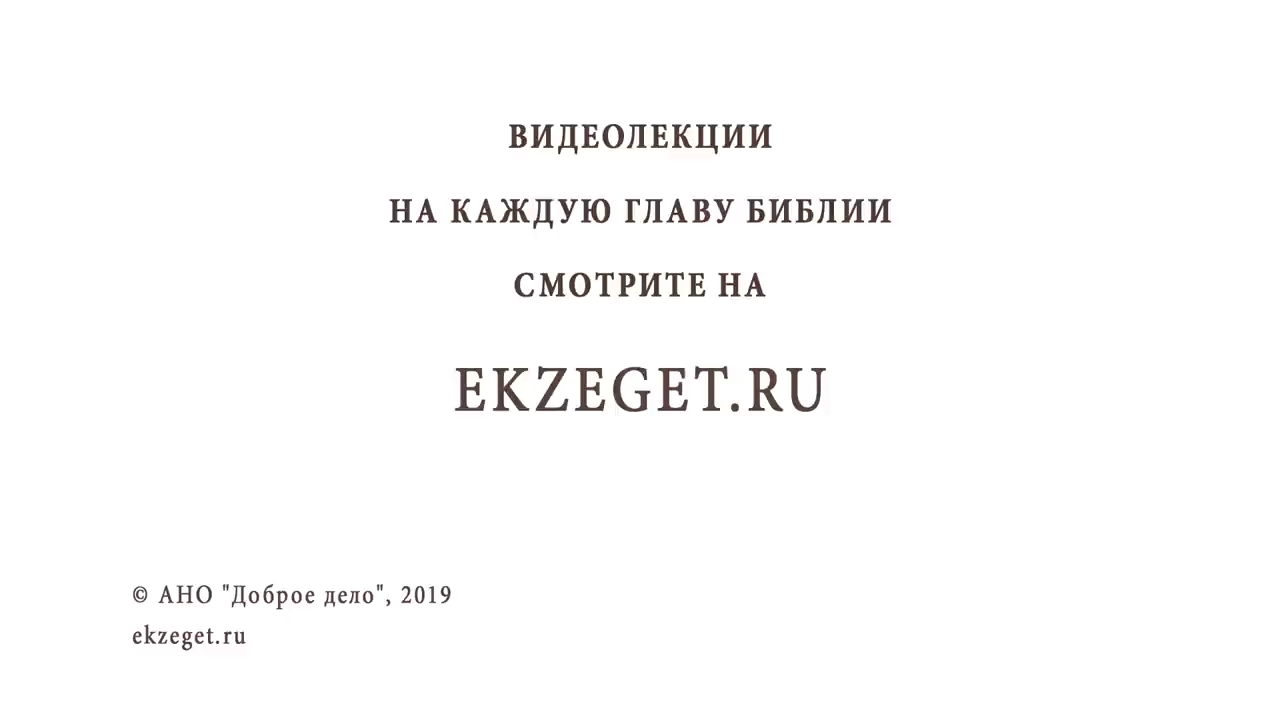 ВИДЕОЛЕКЦИИ
НА КАЖДУЮ ГЛАВУ БИБЛИИ
СМОТРИТЕ НА
EKZEGET.RU
© АНО "Доброе дело", 2019
ekzeget.ru